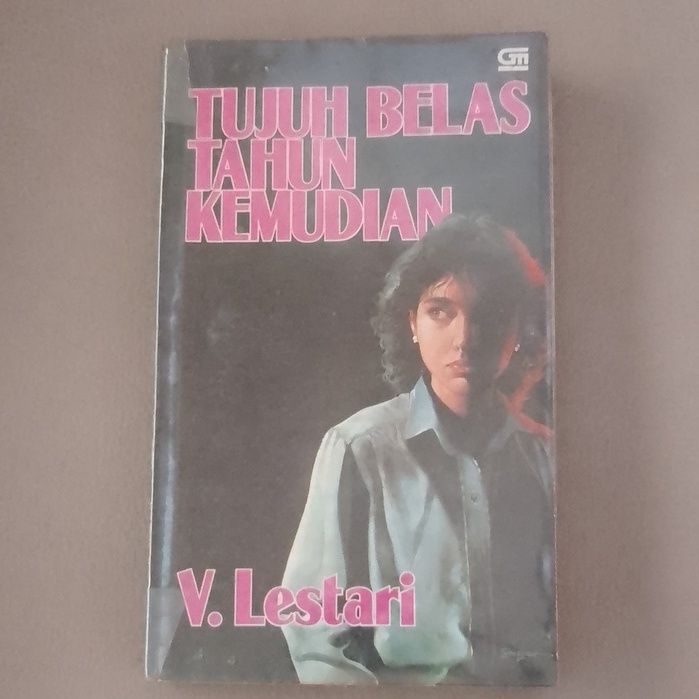 GM
TUJUH BELAS
TAHUN
KEMUDIAN
V. Lestari